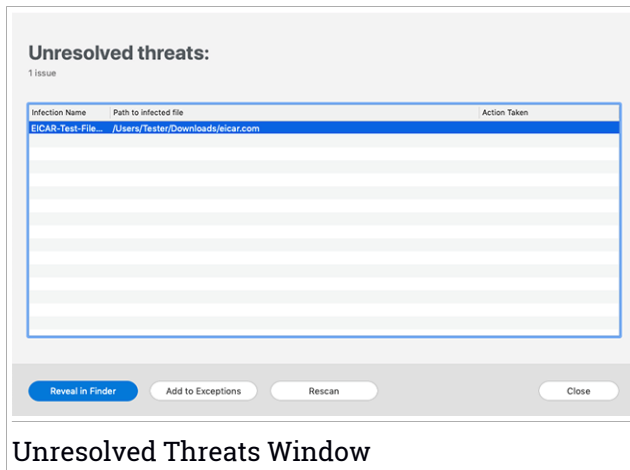 Unresolved threats:
1 issue
Infection Name Path to infected file Action Taken
EICAR-Test-File... /Users/Tester/Downloads/eicar.com
Reveal in Finder Add to Exceptions Rescan Close
Unresolved Threats Window